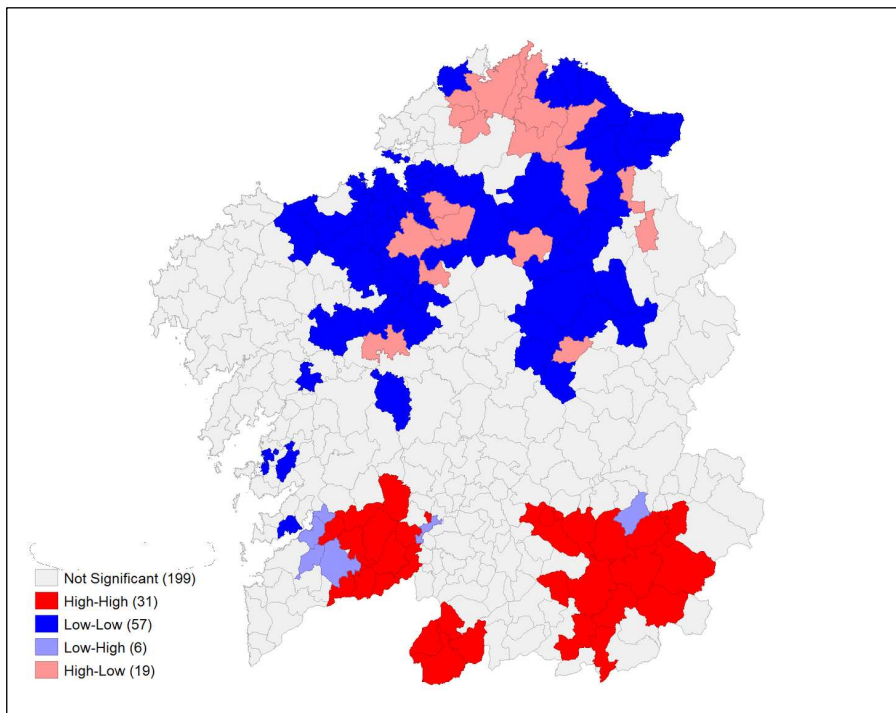 Not Significant (199)
High-High (31)
Low-Low (57)
Low-High (6)
High-Low (19)